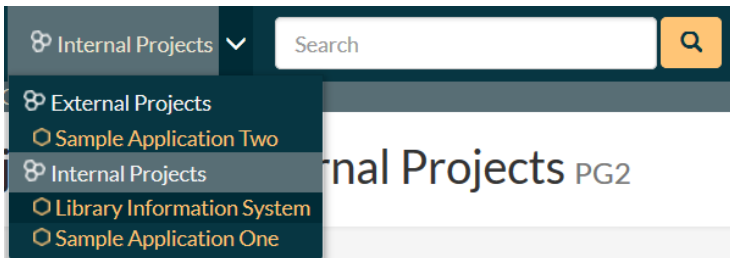 Internal Projects
Search
External Projects
Sample Application Two
Internal Projects
Library Information System
Sample Application One
rnal Projects PG2